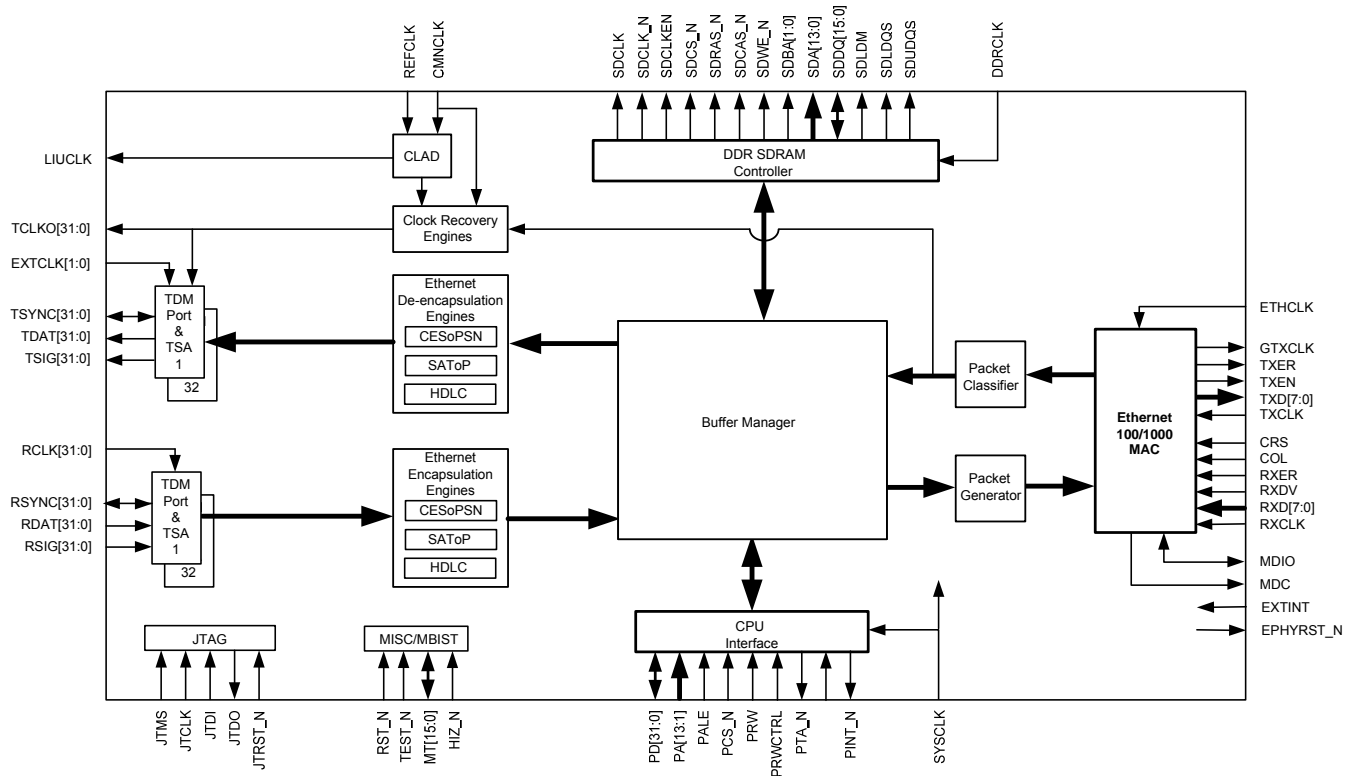 REFCLK
CMNCLK
SDCLK
SDCLK_N
SDCLKEN
SDCS_N
SDRAS_N
SDCAS_N
SDWE_N
SDBA[1:0]
SDA[13:0]
SDDQ[15:0]
SDLDM
SDLDQS
SDUDQS
DDRCLK
LIUCLK
CLAD
DDR SDRAM
Controller
TCLKO[31:0]
Clock Recovery
Engines
EXTCLK[1:0]
TSYNC[31:0]
TDAT[31:0]
TSIG[31:0]
TDM
Port
&
TSA
1
32
Ethernet
De-encapsulation
Engines
CESoPSN
SAToP
HDLC
RCLK[31:0]
RSYNC[31:0]
RDAT[31:0]
RSIG[31:0]
TDM
Port
&
TSA
1
32
Ethernet
Encapsulation
Engines
CESoPSN
SAToP
HDLC
Buffer Manager
Packet
Classifier
Packet
Generator
Ethernet
100/1000
MAC
ETHCLK
GTXCLK
TXER
TXEN
TXD[7:0]
TXCLK
CRS
COL
RXER
RXDV
RXD[7:0]
RXCLK
MDIO
MDC
EXTINT
EPHYRST_N
JTAG
MISC/MBIST
CPU
Interface
JTMS
JTCLK
JTDI
JTDO
JTRST_N
RST_N
TEST_N
MT[15:0]
HIZ_N
PD[31:0]
PA[13:1]
PALE
PCS_N
PRW
PRWCTRL
PTA_N
PINT_N
SYSCLK